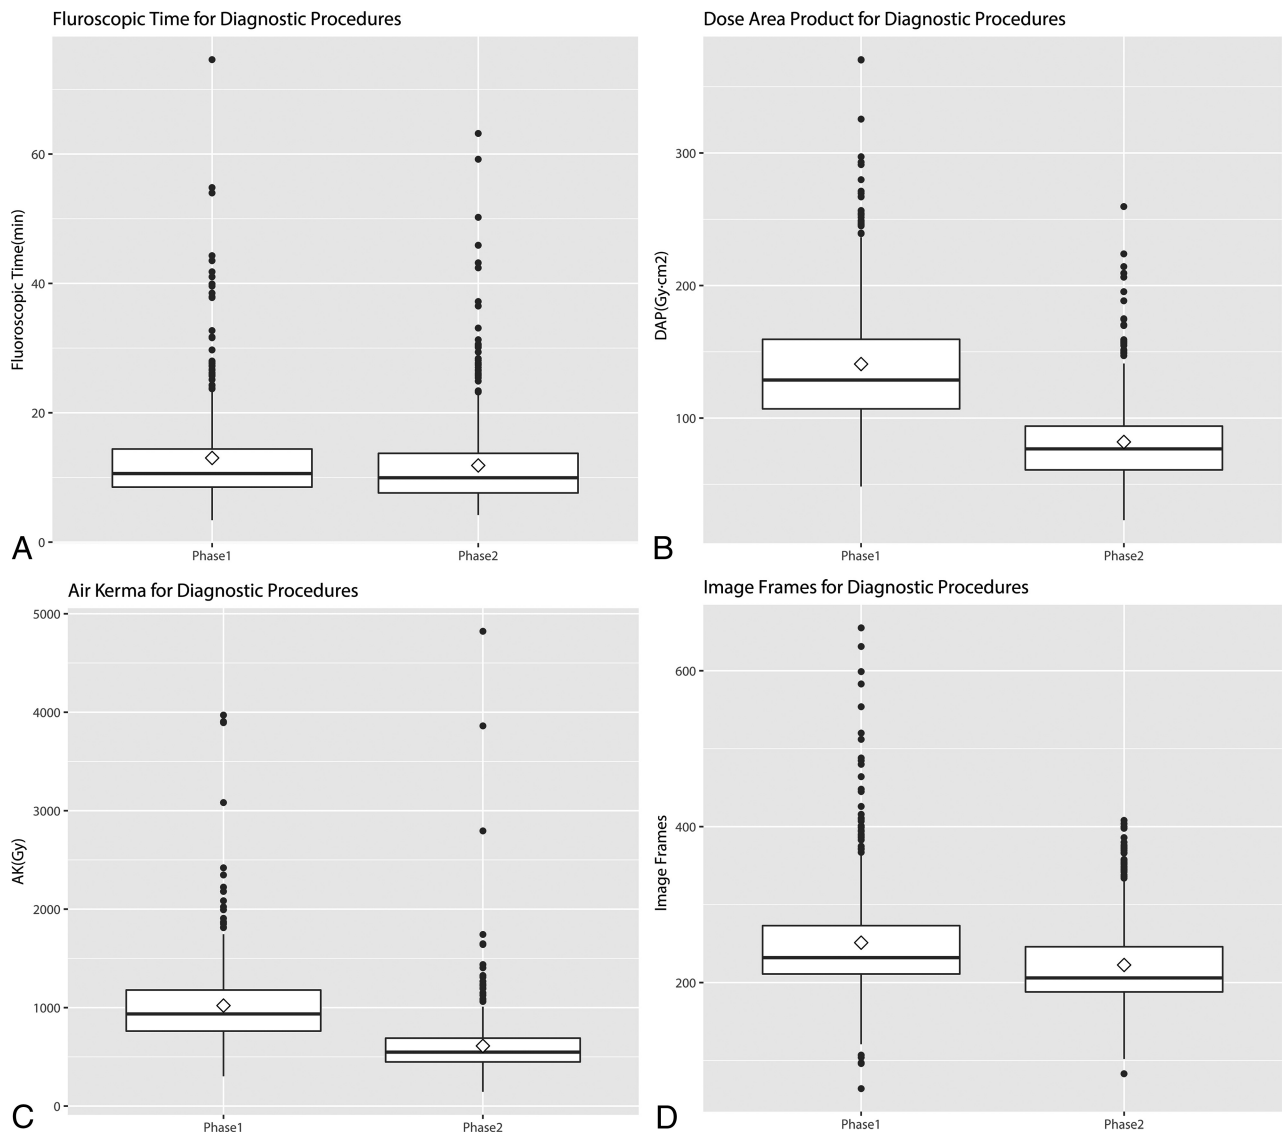 Fluroscopic Time for Diagnostic Procedures
Fluoroscopic Time(min)
60
40
20
0
Phase1
Phase2
A
Dose Area Product for Diagnostic Procedures
DAP(Gy·cm2)
300
200
100
Phase1
Phase2
B
Air Kerma for Diagnostic Procedures
AK(Gy)
5000
4000
3000
2000
1000
0
Phase1
Phase2
C
Image Frames for Diagnostic Procedures
Image Frames
600
400
200
Phase1
Phase2
D